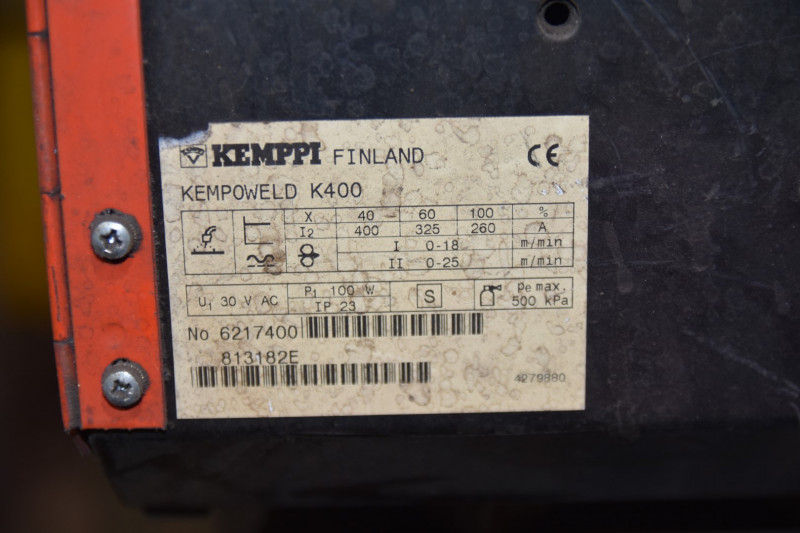 KEMPPI FINLAND CE
KEMPOWELD K400
X 40 60 100 %
I2 400 325 260 A
I 0-18 m/min
II 0-25 m/min
U1 30 V AC P1 100 W IP 23 S pe max. 500 kPa
No 6217400
813182E
4279880